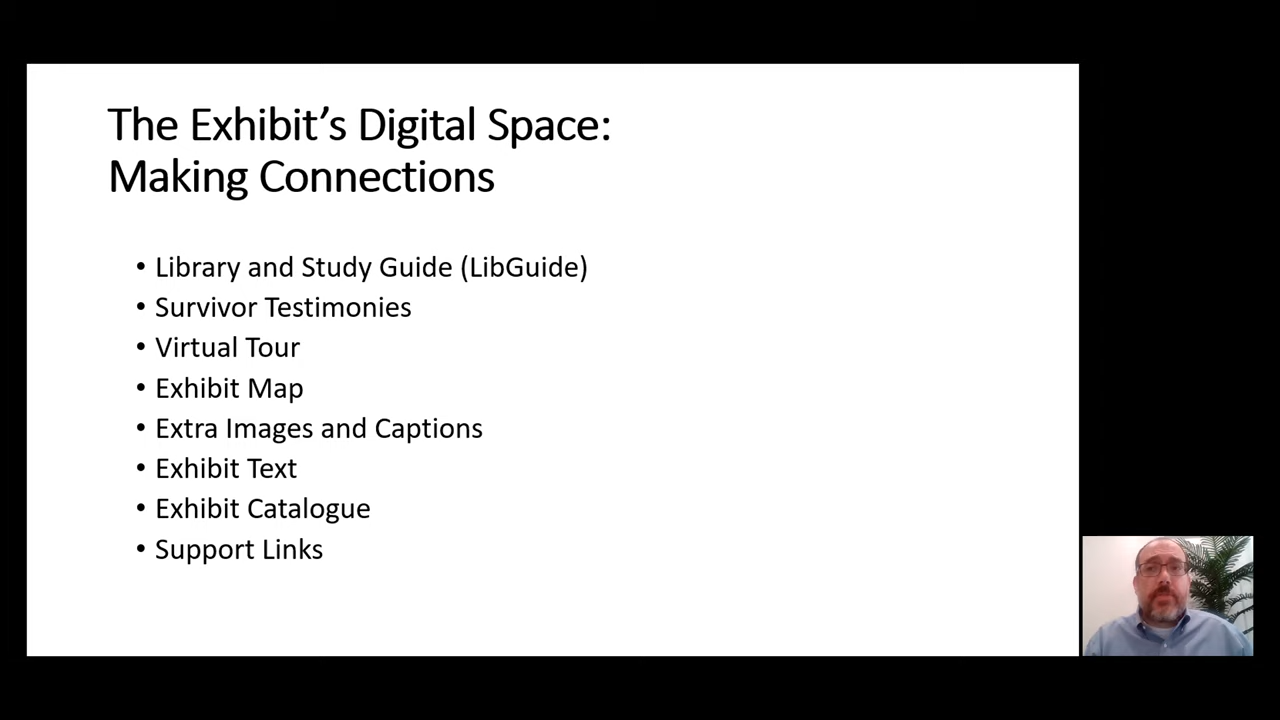 The Exhibit’s Digital Space:
Making Connections
• Library and Study Guide (LibGuide)
• Survivor Testimonies
• Virtual Tour
• Exhibit Map
• Extra Images and Captions
• Exhibit Text
• Exhibit Catalogue
• Support Links